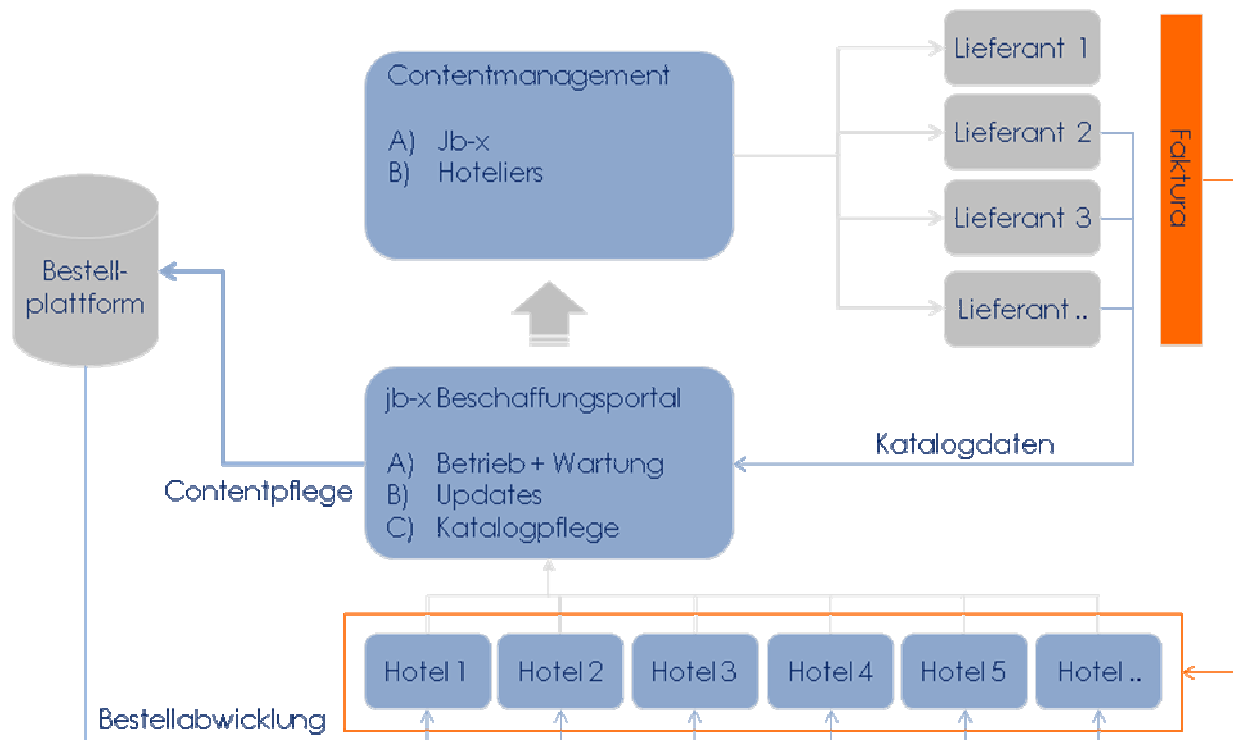 Contentmanagement
A) Jb-x
B) Hoteliers
Lieferant 1
Lieferant 2
Lieferant 3
Lieferant ..
Faktura
Bestell-
plattform
jb-x Beschaffungsportal
A) Betrieb + Wartung
B) Updates
C) Katalogpflege
Katalogdaten
Contentpflege
Hotel 1
Hotel 2
Hotel 3
Hotel 4
Hotel 5
Hotel ..
Bestellabwicklung